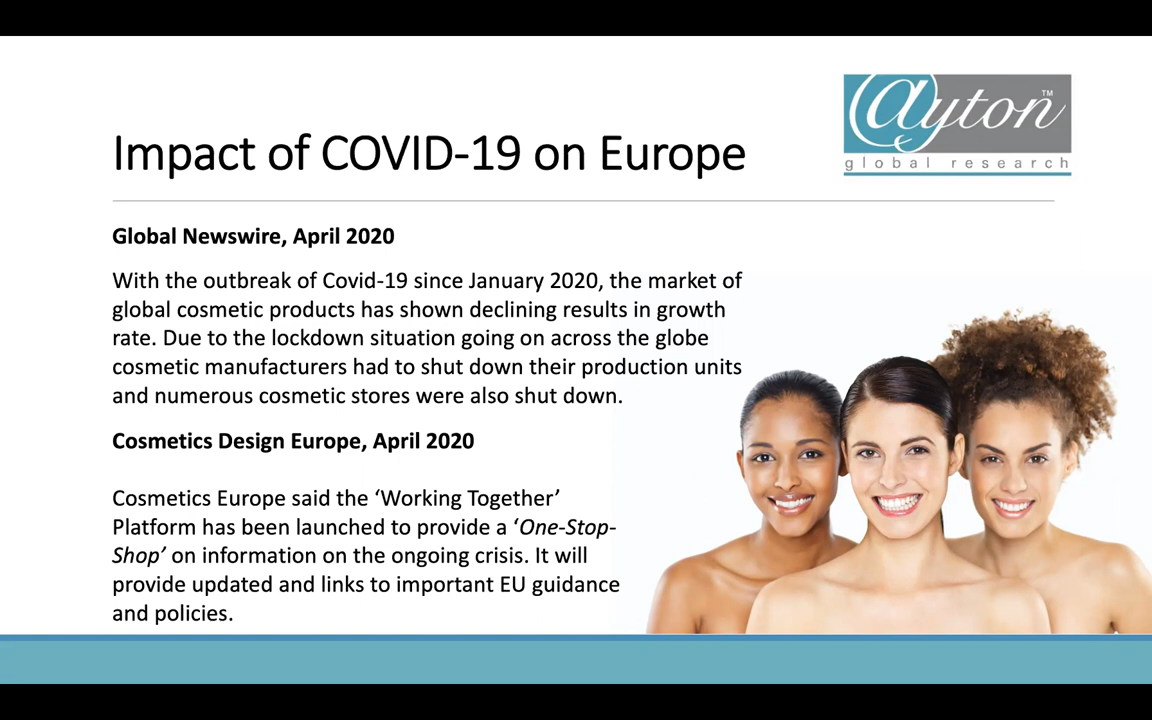 @yton™
global research
Impact of COVID-19 on Europe
Global Newswire, April 2020
With the outbreak of Covid-19 since January 2020, the market of
global cosmetic products has shown declining results in growth
rate. Due to the lockdown situation going on across the globe
cosmetic manufacturers had to shut down their production units
and numerous cosmetic stores were also shut down.
Cosmetics Design Europe, April 2020
Cosmetics Europe said the ‘Working Together’
Platform has been launched to provide a ‘One-Stop-
Shop’ on information on the ongoing crisis. It will
provide updated and links to important EU guidance
and policies.